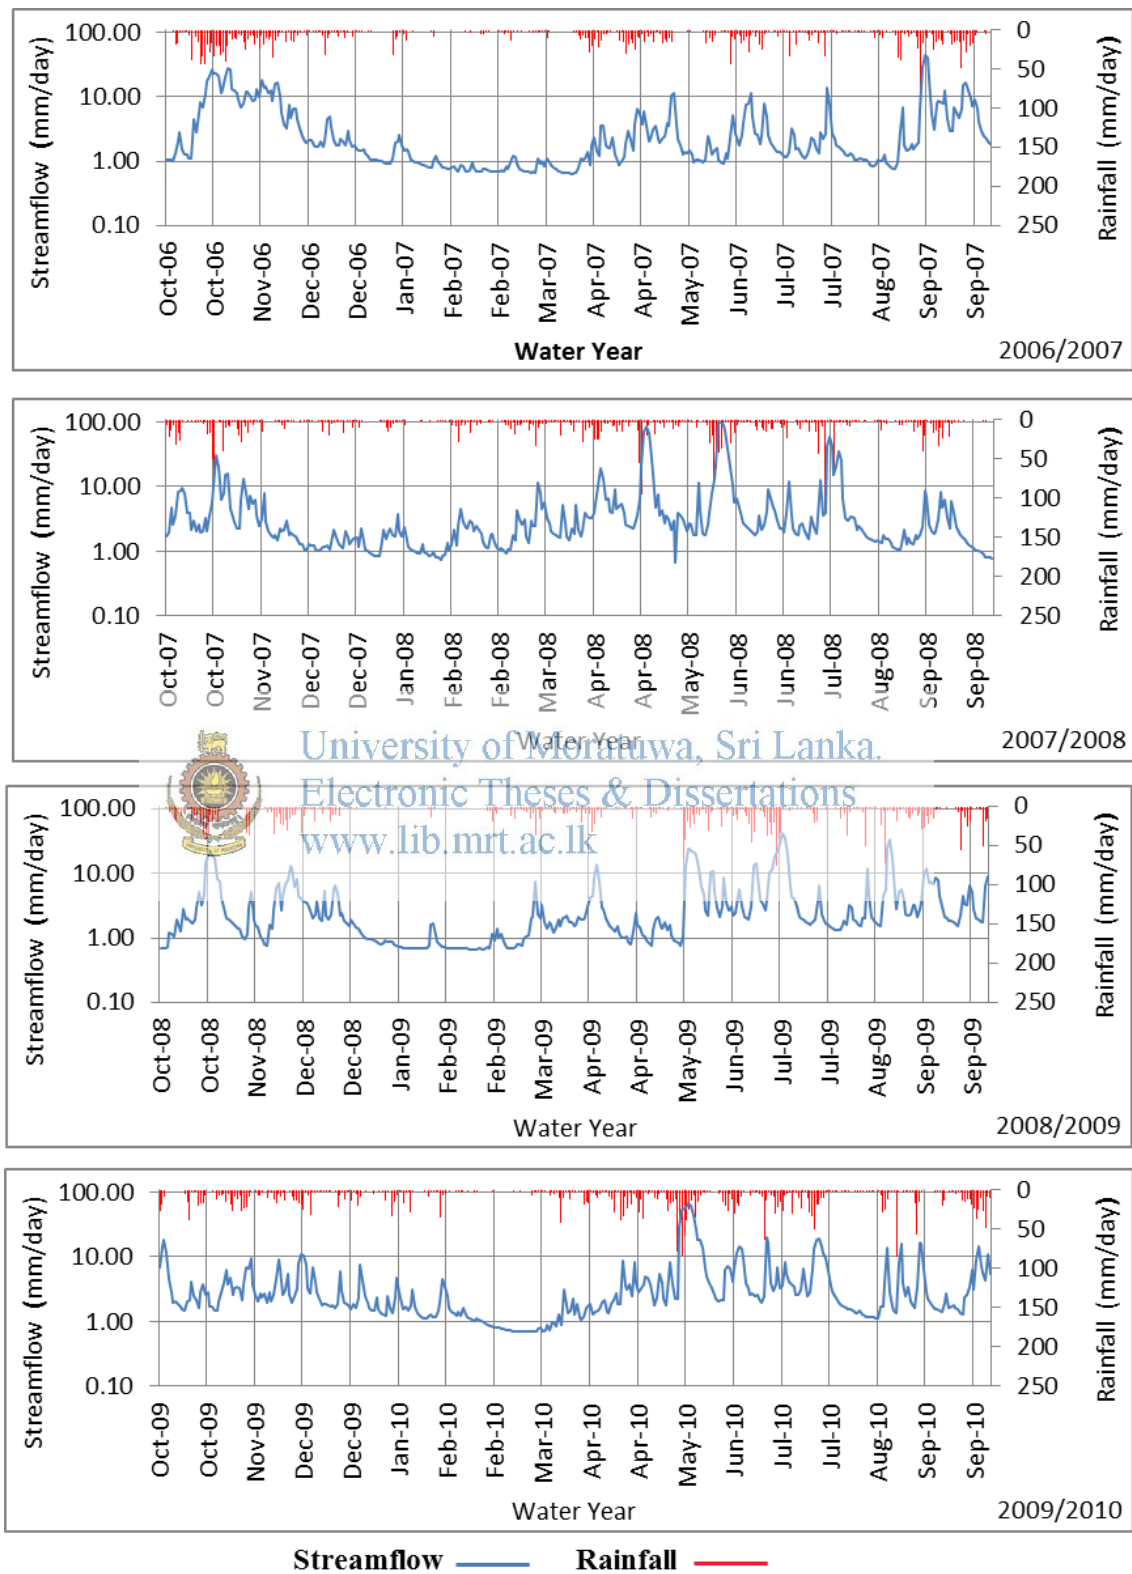 Streamflow (mm/day)
100.00
10.00
1.00
0.10
0
50
100
150
200
250
Rainfall (mm/day)
Oct-06
Oct-06
Nov-06
Dec-06
Dec-06
Jan-07
Feb-07
Feb-07
Mar-07
Apr-07
Apr-07
May-07
Jun-07
Jul-07
Jul-07
Aug-07
Sep-07
Sep-07
Water Year
2006/2007
Streamflow (mm/day)
100.00
10.00
1.00
0.10
0
50
100
150
200
250
Rainfall (mm/day)
Oct-07
Oct-07
Nov-07
Dec-07
Dec-07
Jan-08
Feb-08
Feb-08
Mar-08
Apr-08
Apr-08
May-08
Jun-08
Jun-08
Jul-08
Aug-08
Sep-08
Sep-08
Water Year
2007/2008
University of Moratuwa, Sri Lanka.
Electronic Theses & Dissertations
www.lib.mrt.ac.lk
Streamflow (mm/day)
100.00
10.00
1.00
0.10
0
50
100
150
200
250
Rainfall (mm/day)
Oct-08
Oct-08
Nov-08
Dec-08
Dec-08
Jan-09
Feb-09
Feb-09
Mar-09
Apr-09
Apr-09
May-09
Jun-09
Jul-09
Jul-09
Aug-09
Sep-09
Sep-09
Water Year
2008/2009
Streamflow (mm/day)
100.00
10.00
1.00
0.10
0
50
100
150
200
250
Rainfall (mm/day)
Oct-09
Oct-09
Nov-09
Dec-09
Dec-09
Jan-10
Feb-10
Feb-10
Mar-10
Apr-10
Apr-10
May-10
Jun-10
Jul-10
Jul-10
Aug-10
Sep-10
Sep-10
Water Year
2009/2010
Streamflow
Rainfall